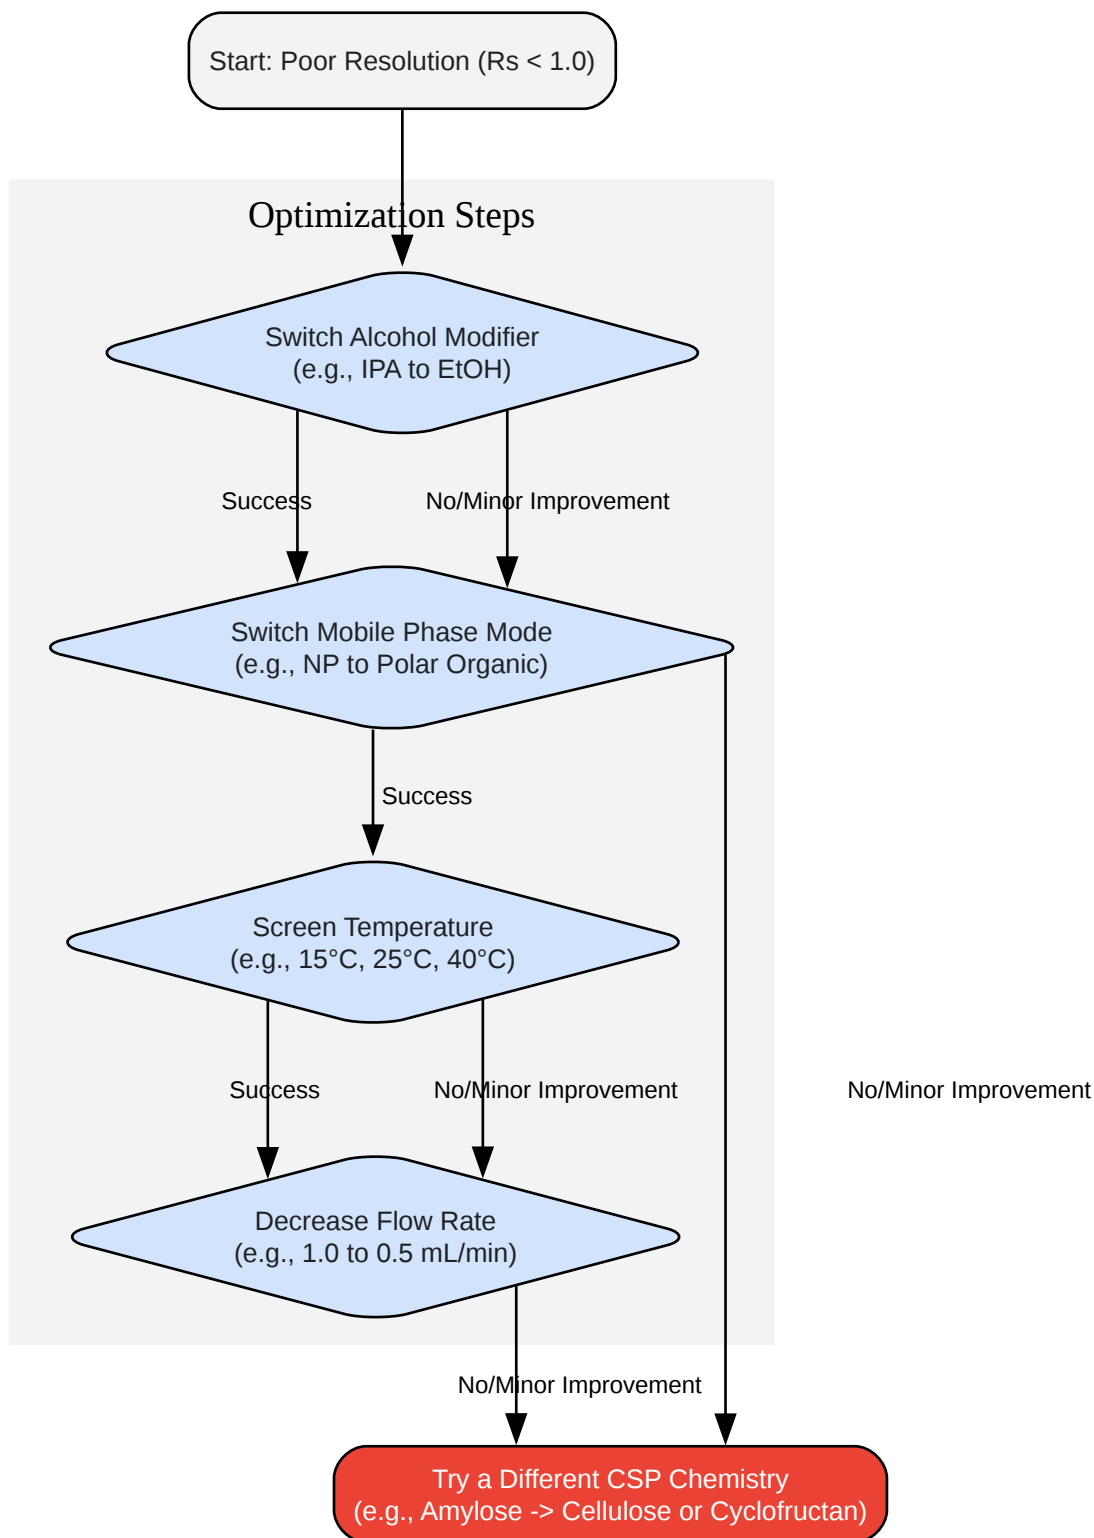 Start: Poor Resolution (Rs < 1.0)
Optimization Steps
Switch Alcohol Modifier
(e.g., IPA to EtOH)
Success
No/Minor Improvement
Switch Mobile Phase Mode
(e.g., NP to Polar Organic)
Success
Screen Temperature
(e.g., 15°C, 25°C, 40°C)
Success
No/Minor Improvement
No/Minor Improvement
Decrease Flow Rate
(e.g., 1.0 to 0.5 mL/min)
No/Minor Improvement
Try a Different CSP Chemistry
(e.g., Amylose -> Cellulose or Cyclofructan)